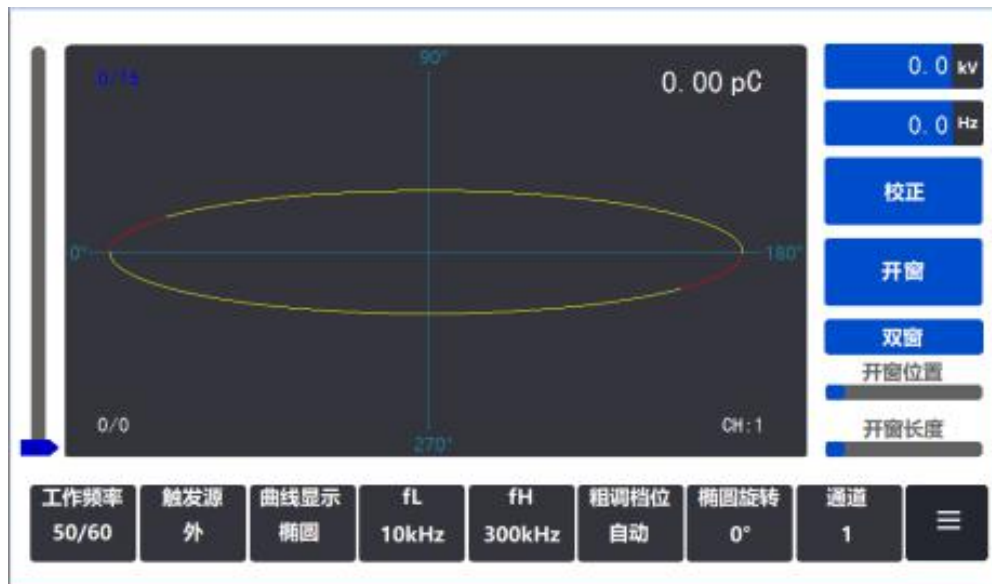 90°
0/15
0.00 pC
0°
180°
0/0
CH:1
270°
0.0 kV
0.0 Hz
校正
开窗
双窗
开窗位置
开窗长度
工作频率 触发源 曲线显示 fL fH 粗调档位 椭圆旋转 通道
50/60 外 椭圆 10kHz 300kHz 自动 0° 1